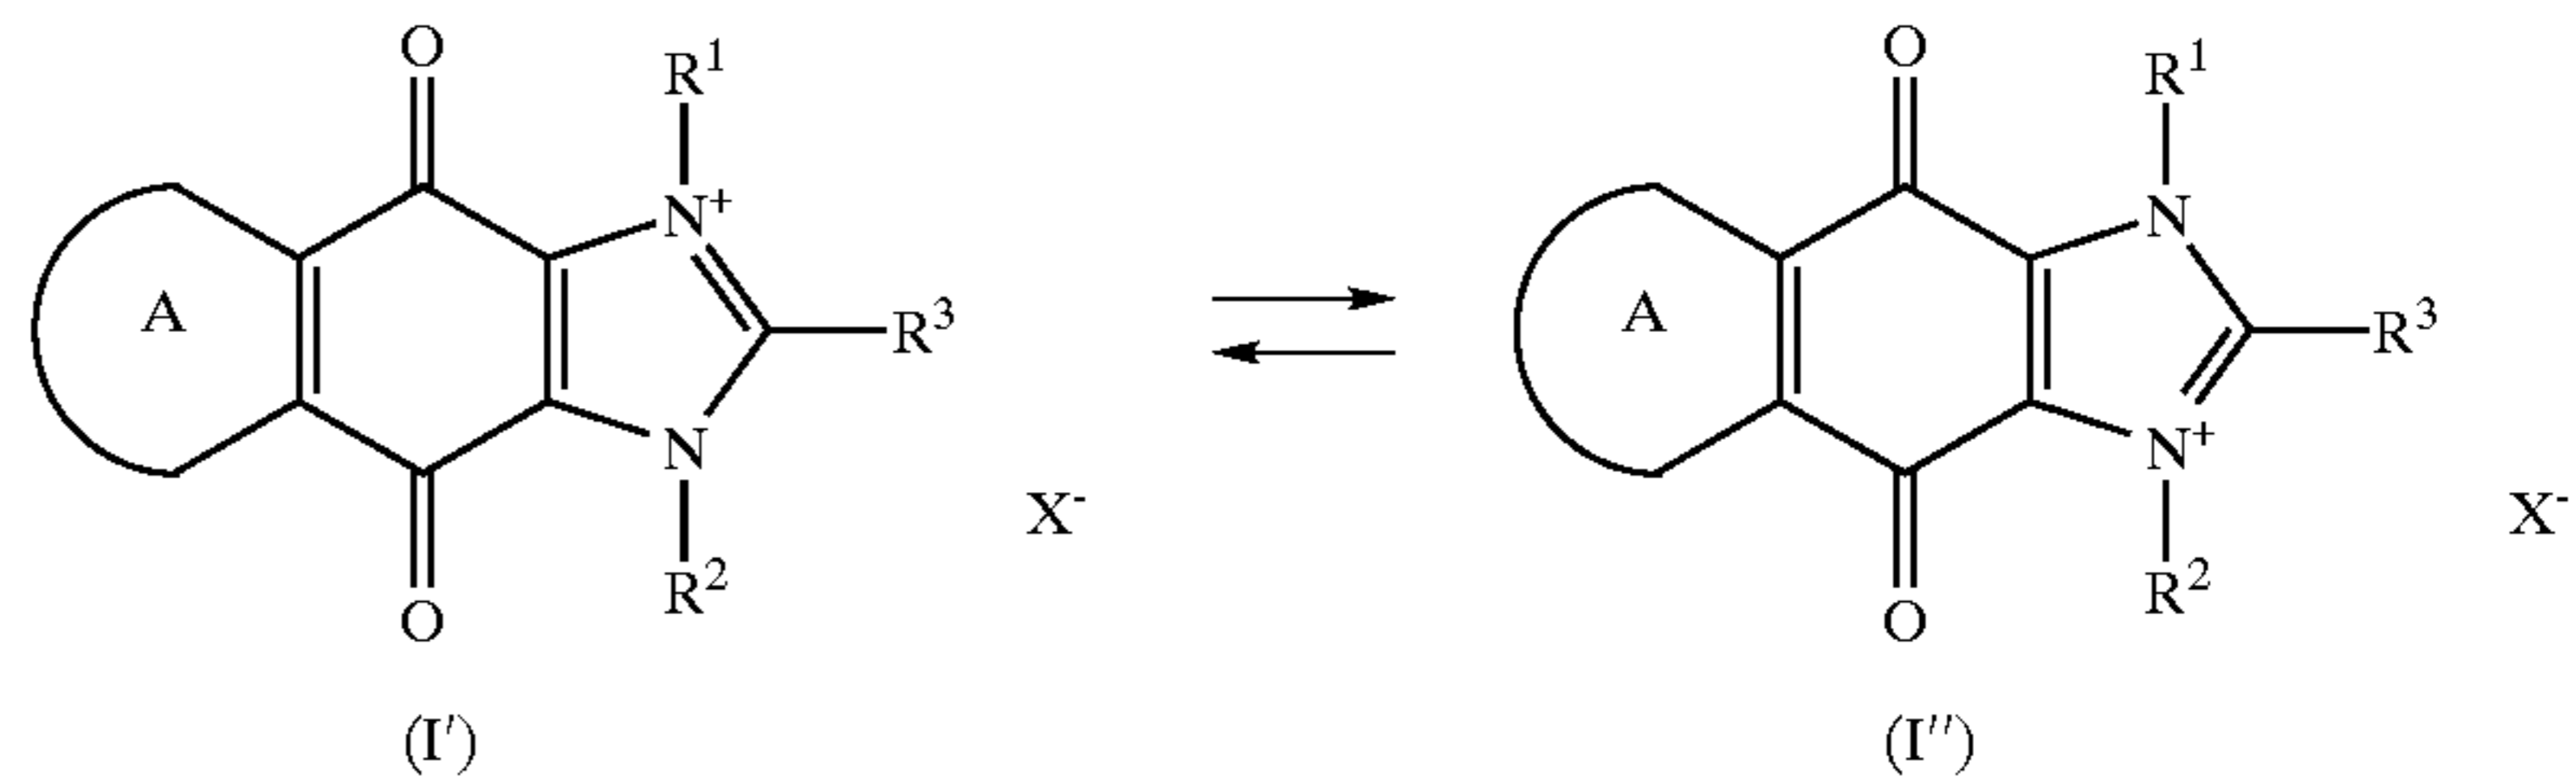 O R¹ O R¹
N⁺ N
A R³ A R³
N N⁺
X⁻ X⁻
R² R²
O O
(I′) (I″)